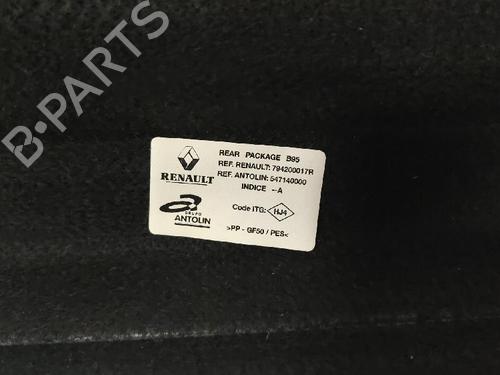 B-PARTS
REAR PACKAGE B95
REF. RENAULT: 794200017R
REF. ANTOLIN: 547140000
INDICE --A
RENAULT
Code ITG: HJ4
GRUPO
ANTOLIN
>PP - GF50 / PES<